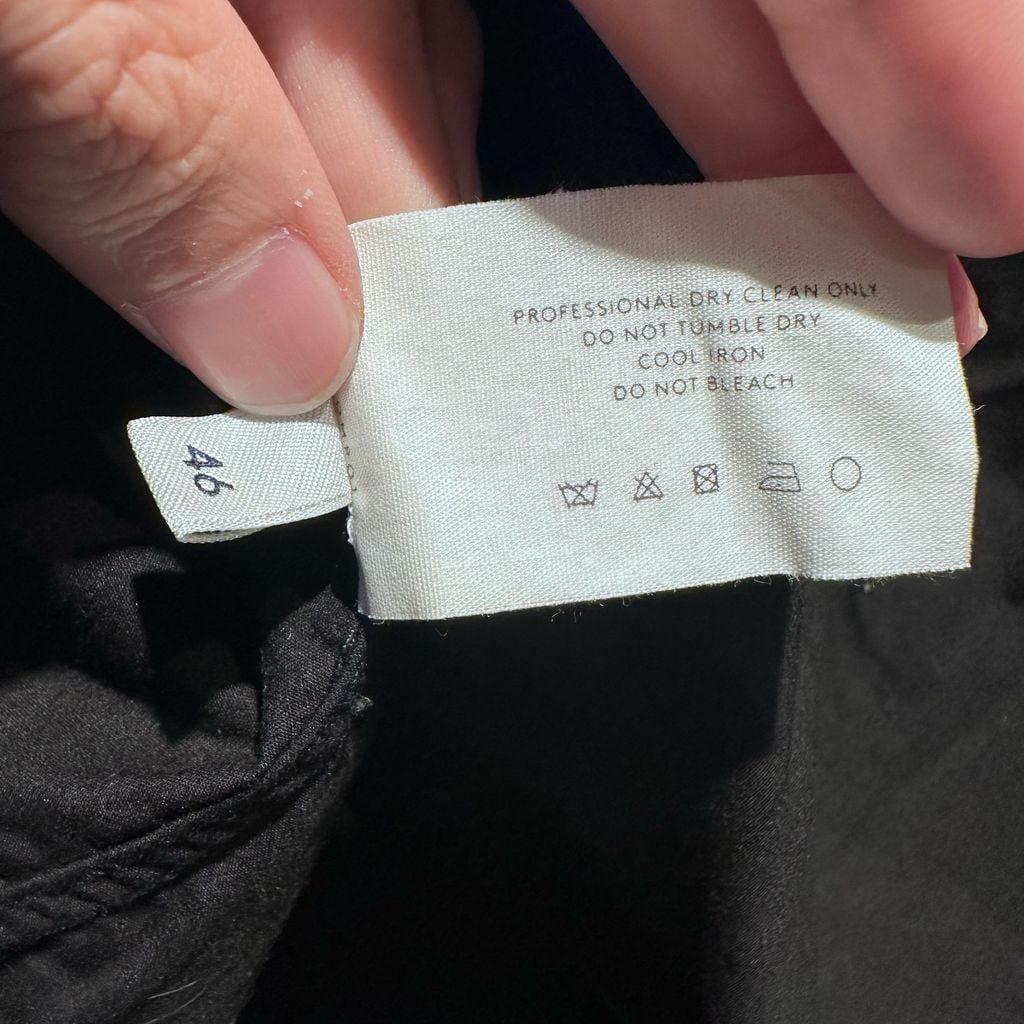 PROFESSIONAL DRY CLEAN ONLY
DO NOT TUMBLE DRY
COOL IRON
DO NOT BLEACH
46